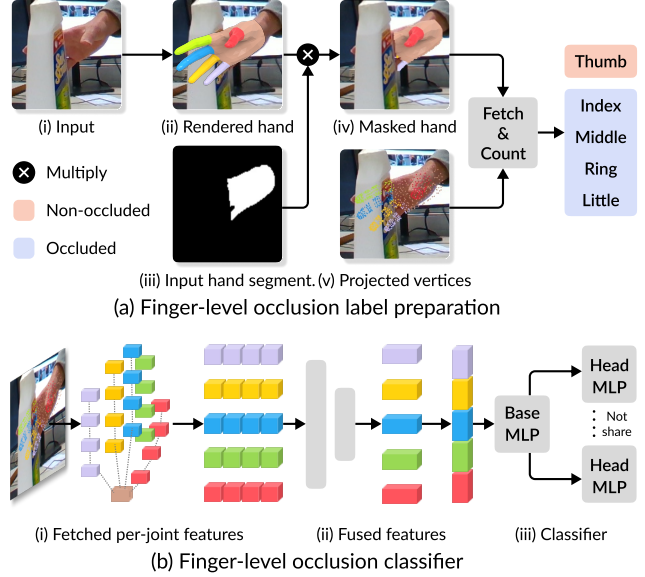 (i) Input
(ii) Rendered hand
(iv) Masked hand
Fetch
&
Count
Thumb
Index
Middle
Ring
Little
Multiply
Non-occluded
Occluded
(iii) Input hand segment.
(v) Projected vertices
(a) Finger-level occlusion label preparation
Base
MLP
Head
MLP
Not
share
Head
MLP
(i) Fetched per-joint features
(ii) Fused features
(iii) Classifier
(b) Finger-level occlusion classifier